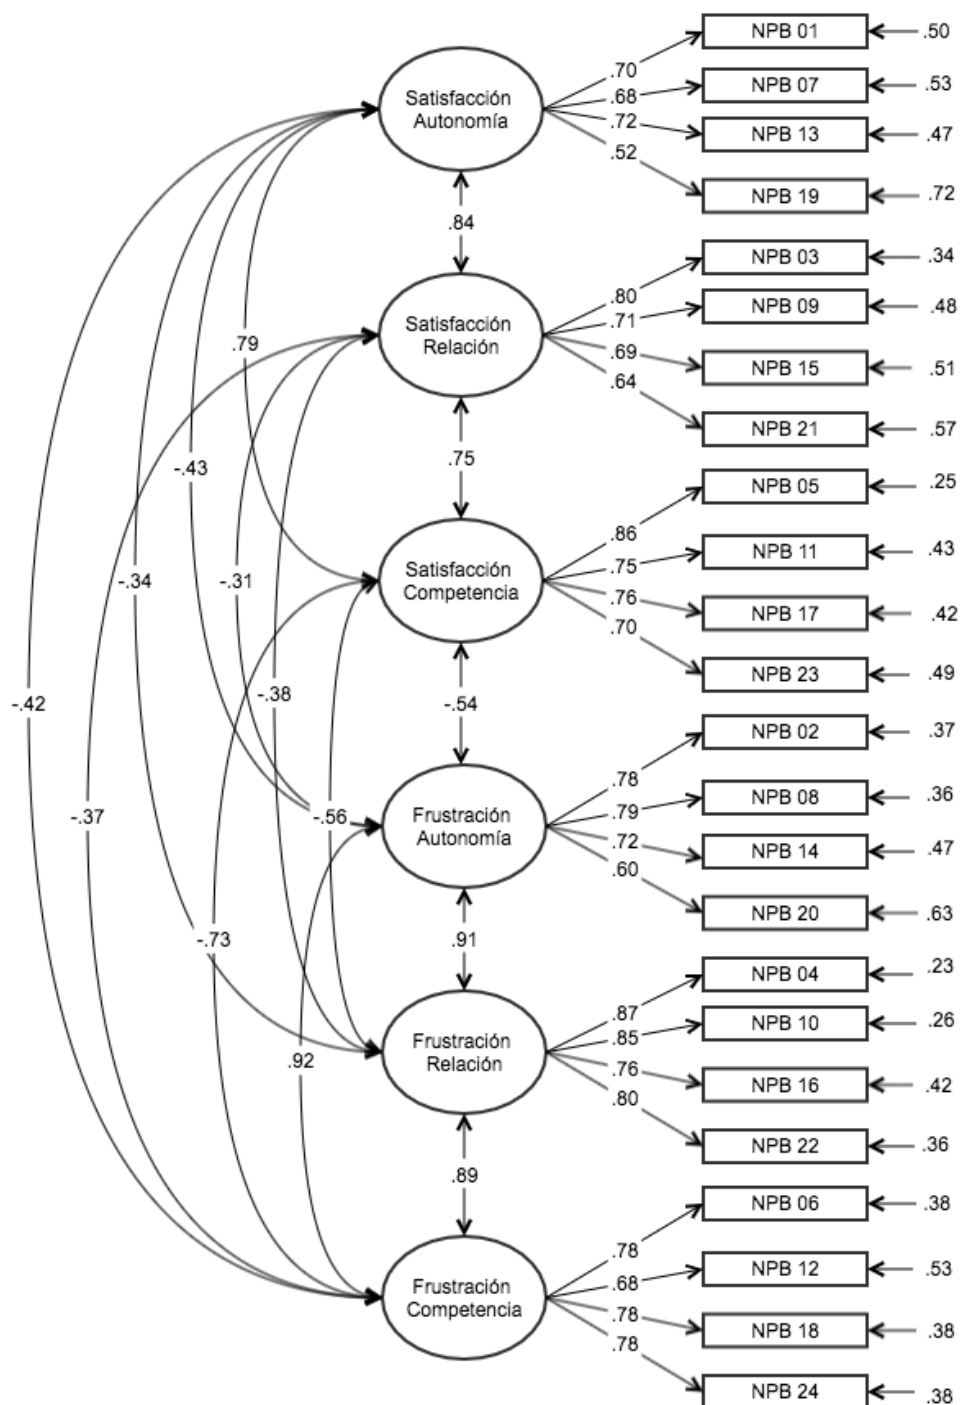 NPB 01
.50
Satisfacción
Autonomía
.70
.68
.72
.52
NPB 07
.53
NPB 13
.47
NPB 19
.72
.84
NPB 03
.34
Satisfacción
Relación
.80
.71
.69
.64
NPB 09
.48
NPB 15
.51
NPB 21
.57
.79
.75
-.43
NPB 05
.25
Satisfacción
Competencia
.86
.75
.76
.70
NPB 11
.43
NPB 17
.42
NPB 23
.49
-.34
-.31
-.38
-.42
-.54
NPB 02
.37
Frustración
Autonomía
.78
.79
.72
.60
NPB 08
.36
NPB 14
.47
NPB 20
.63
-.37
-.56
-.73
.91
NPB 04
.23
Frustración
Relación
.87
.85
.76
.80
NPB 10
.26
NPB 16
.42
NPB 22
.36
.92
.89
NPB 06
.38
Frustración
Competencia
.78
.68
.78
.78
NPB 12
.53
NPB 18
.38
NPB 24
.38